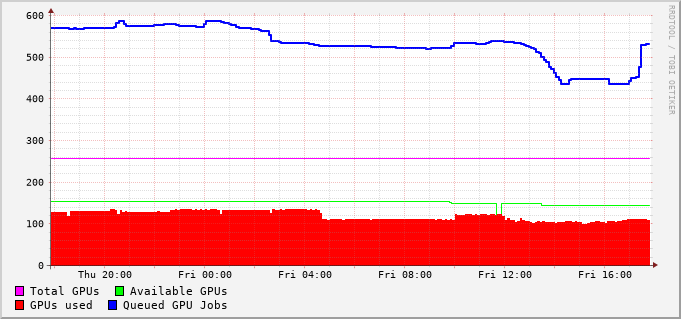 RRDTOOL / TOBI OETIKER
600
500
400
300
200
100
0
Thu 20:00 Fri 00:00 Fri 04:00 Fri 08:00 Fri 12:00 Fri 16:00
Total GPUs Available GPUs
GPUs used Queued GPU Jobs